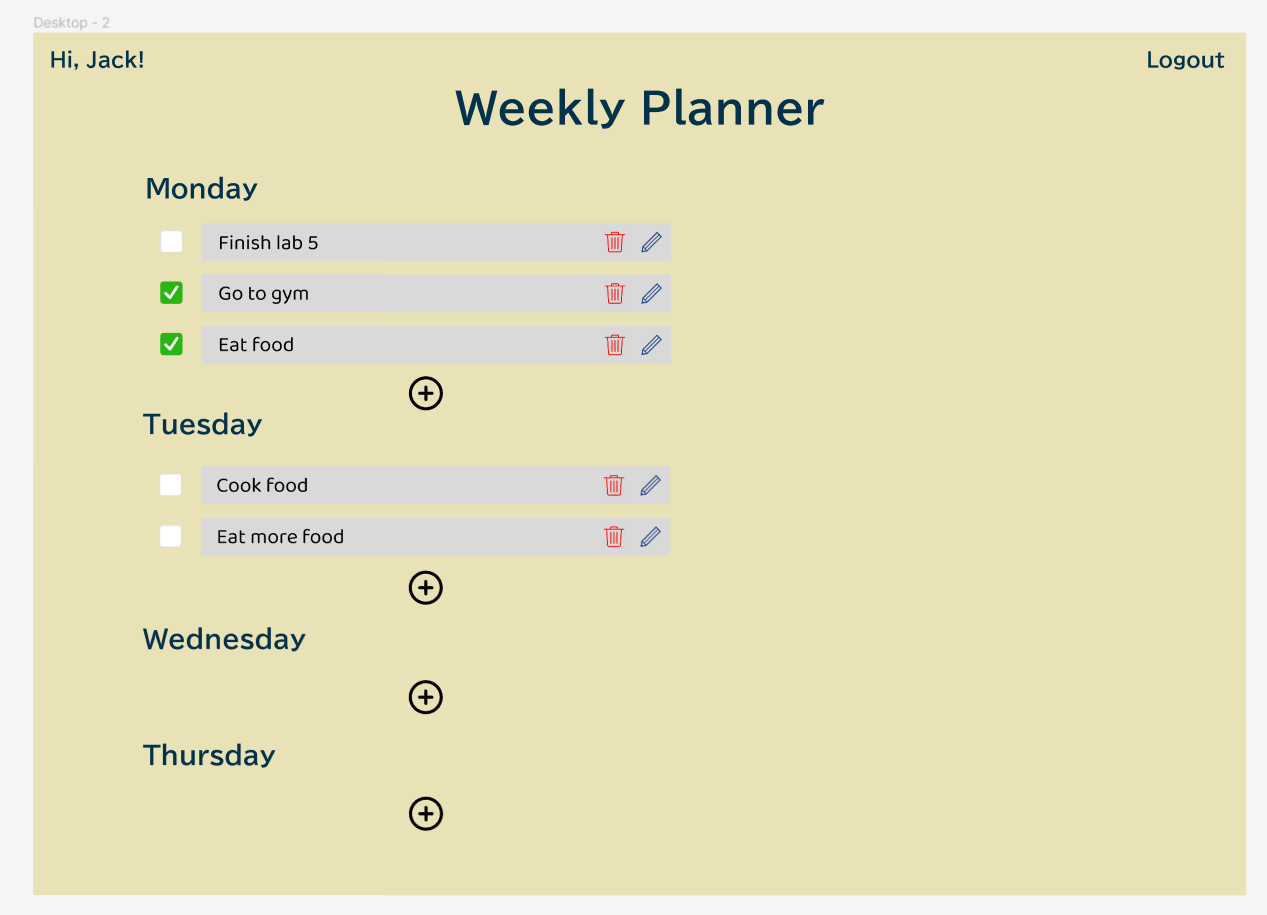 Desktop - 2
Hi, Jack!
Logout
Weekly Planner
Monday
Finish lab 5
Go to gym
Eat food
Tuesday
Cook food
Eat more food
Wednesday
Thursday